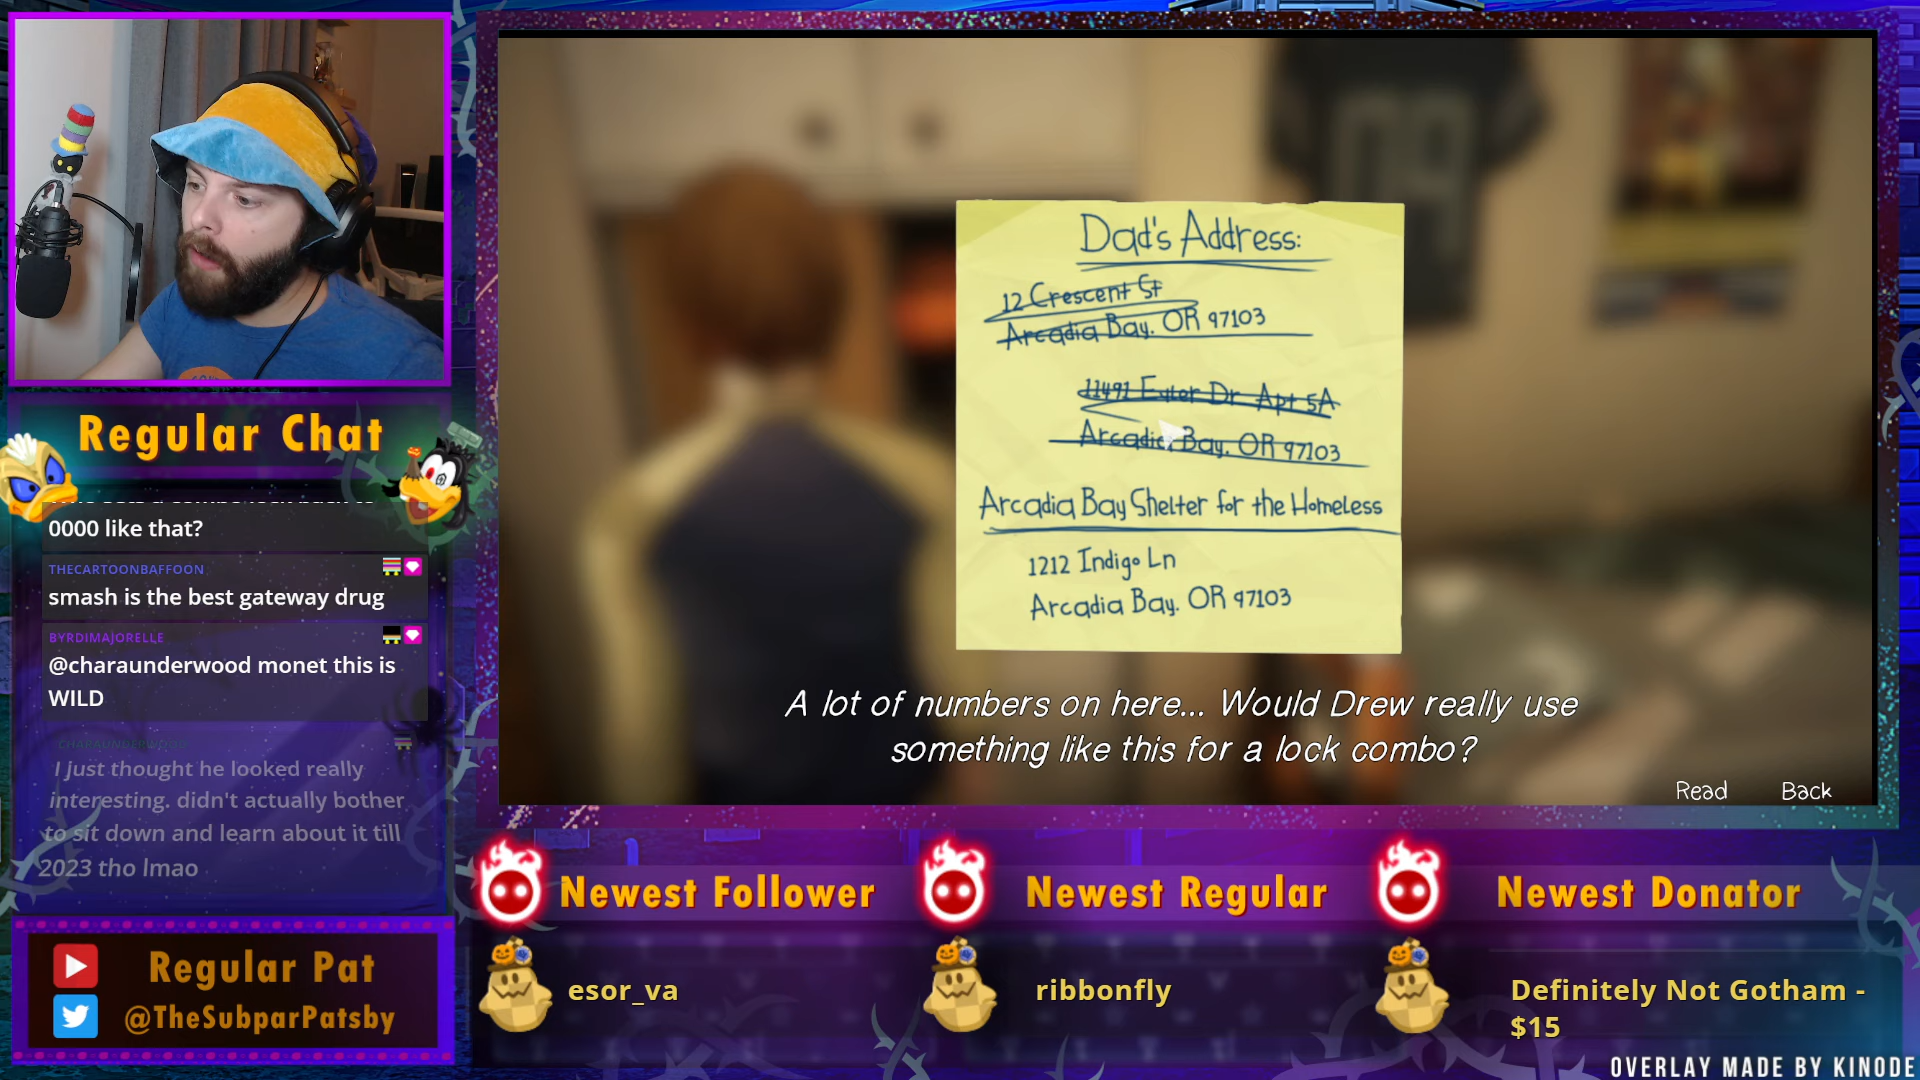 Regular Chat
0000 like that?
THECARTOONBAFFOON
smash is the best gateway drug
BYRDIMAJORELLE
@charaunderwood monet this is
WILD
CHARAUNDERWOOD
I just thought he looked really
interesting. didn't actually bother
to sit down and learn about it till
2023 tho lmao
Regular Pat
@TheSubparPatsby
09
Dad's Address:
12 Crescent St
Arcadia Bay. OR 97103
Dr Apt 5A
Arcadia Bay. OR 97103
Arcadia Bay Shelter for the Homeless
1212 Indigo Ln
Arcadia Bay. OR 97103
A lot of numbers on here... Would Drew really use
something like this for a lock combo?
Read Back
Newest Follower
esor_va
Newest Regular
ribbonfly
Newest Donator
Definitely Not Gotham -
$15
OVERLAY MADE BY KINODE